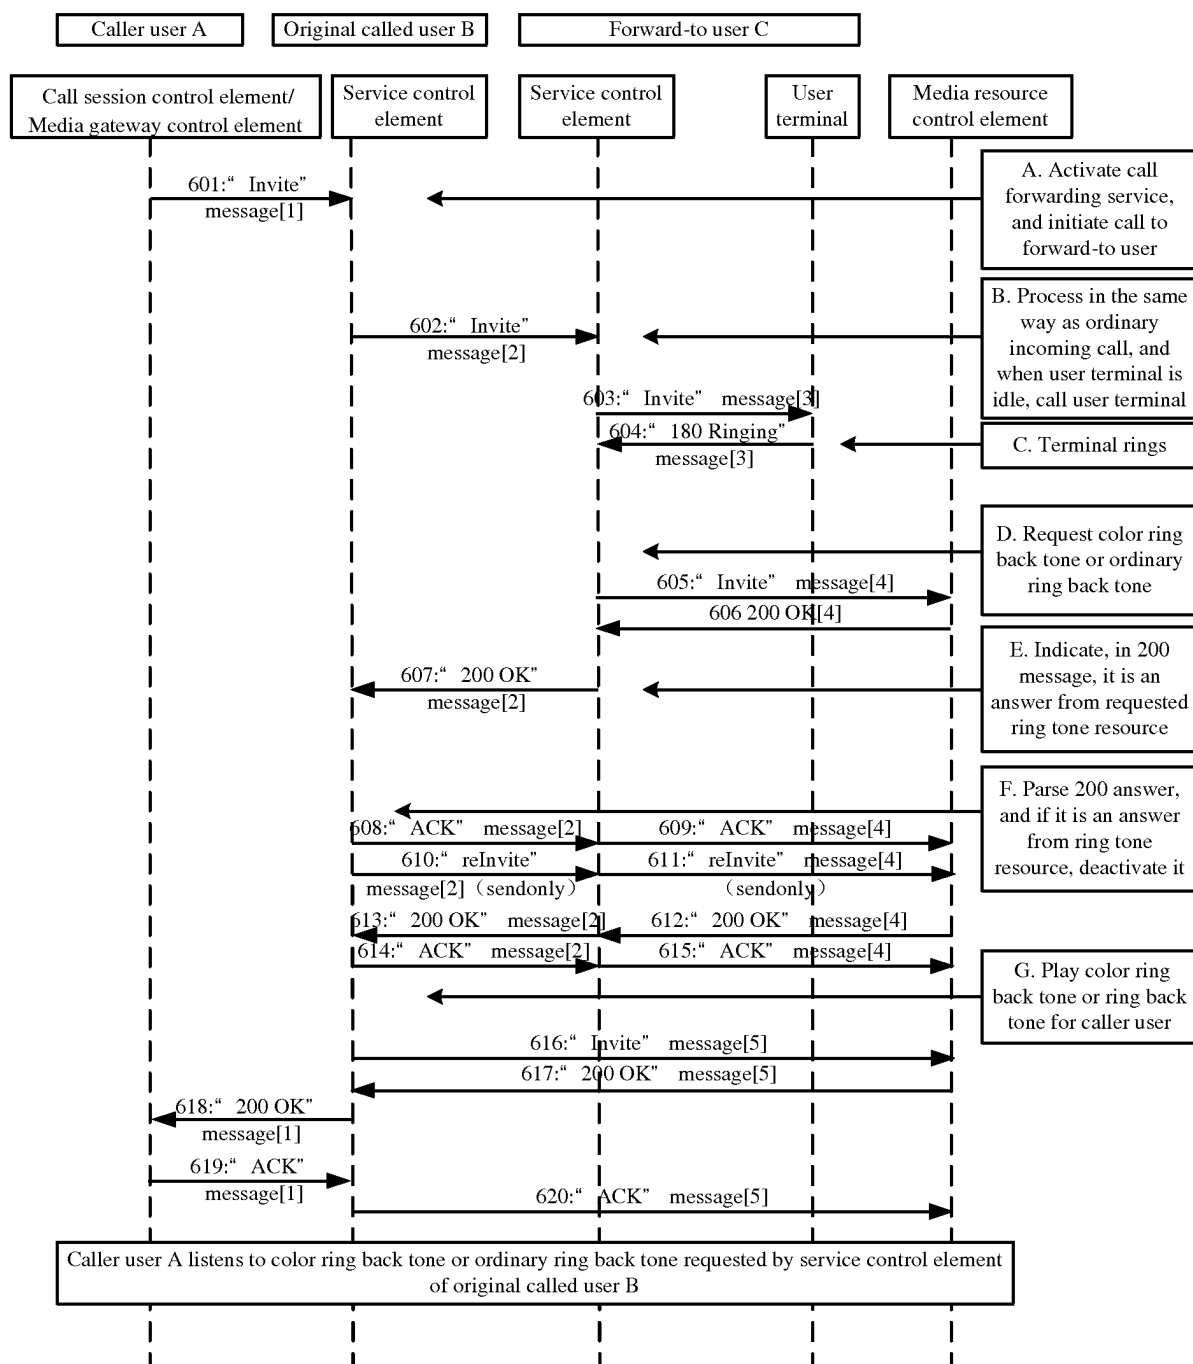 Caller user A
Original called user B
Forward-to user C
Call session control element/
Media gateway control element
Service control
element
Service control
element
User
terminal
Media resource
control element
601:“ Invite”
message[1]
A. Activate call
forwarding service,
and initiate call to
forward-to user
602:“ Invite”
message[2]
B. Process in the same
way as ordinary
incoming call, and
when user terminal is
idle, call user terminal
603:“ Invite” message[3]
604:“ 180 Ringing”
message[3]
C. Terminal rings
D. Request color ring
back tone or ordinary
ring back tone
605:“ Invite” message[4]
606 200 OK[4]
607:“ 200 OK”
message[2]
E. Indicate, in 200
message, it is an
answer from requested
ring tone resource
F. Parse 200 answer,
and if it is an answer
from ring tone
resource, deactivate it
608:“ ACK” message[2]
609:“ ACK” message[4]
610:“ reInvite”
message[2]（sendonly）
611:“ reInvite” message[4]
（sendonly）
613:“ 200 OK” message[2]
612:“ 200 OK” message[4]
614:“ ACK” message[2]
615:“ ACK” message[4]
G. Play color ring
back tone or ring back
tone for caller user
616:“ Invite” message[5]
617:“ 200 OK” message[5]
618:“ 200 OK”
message[1]
619:“ ACK”
message[1]
620:“ ACK” message[5]
Caller user A listens to color ring back tone or ordinary ring back tone requested by service control element
of original called user B